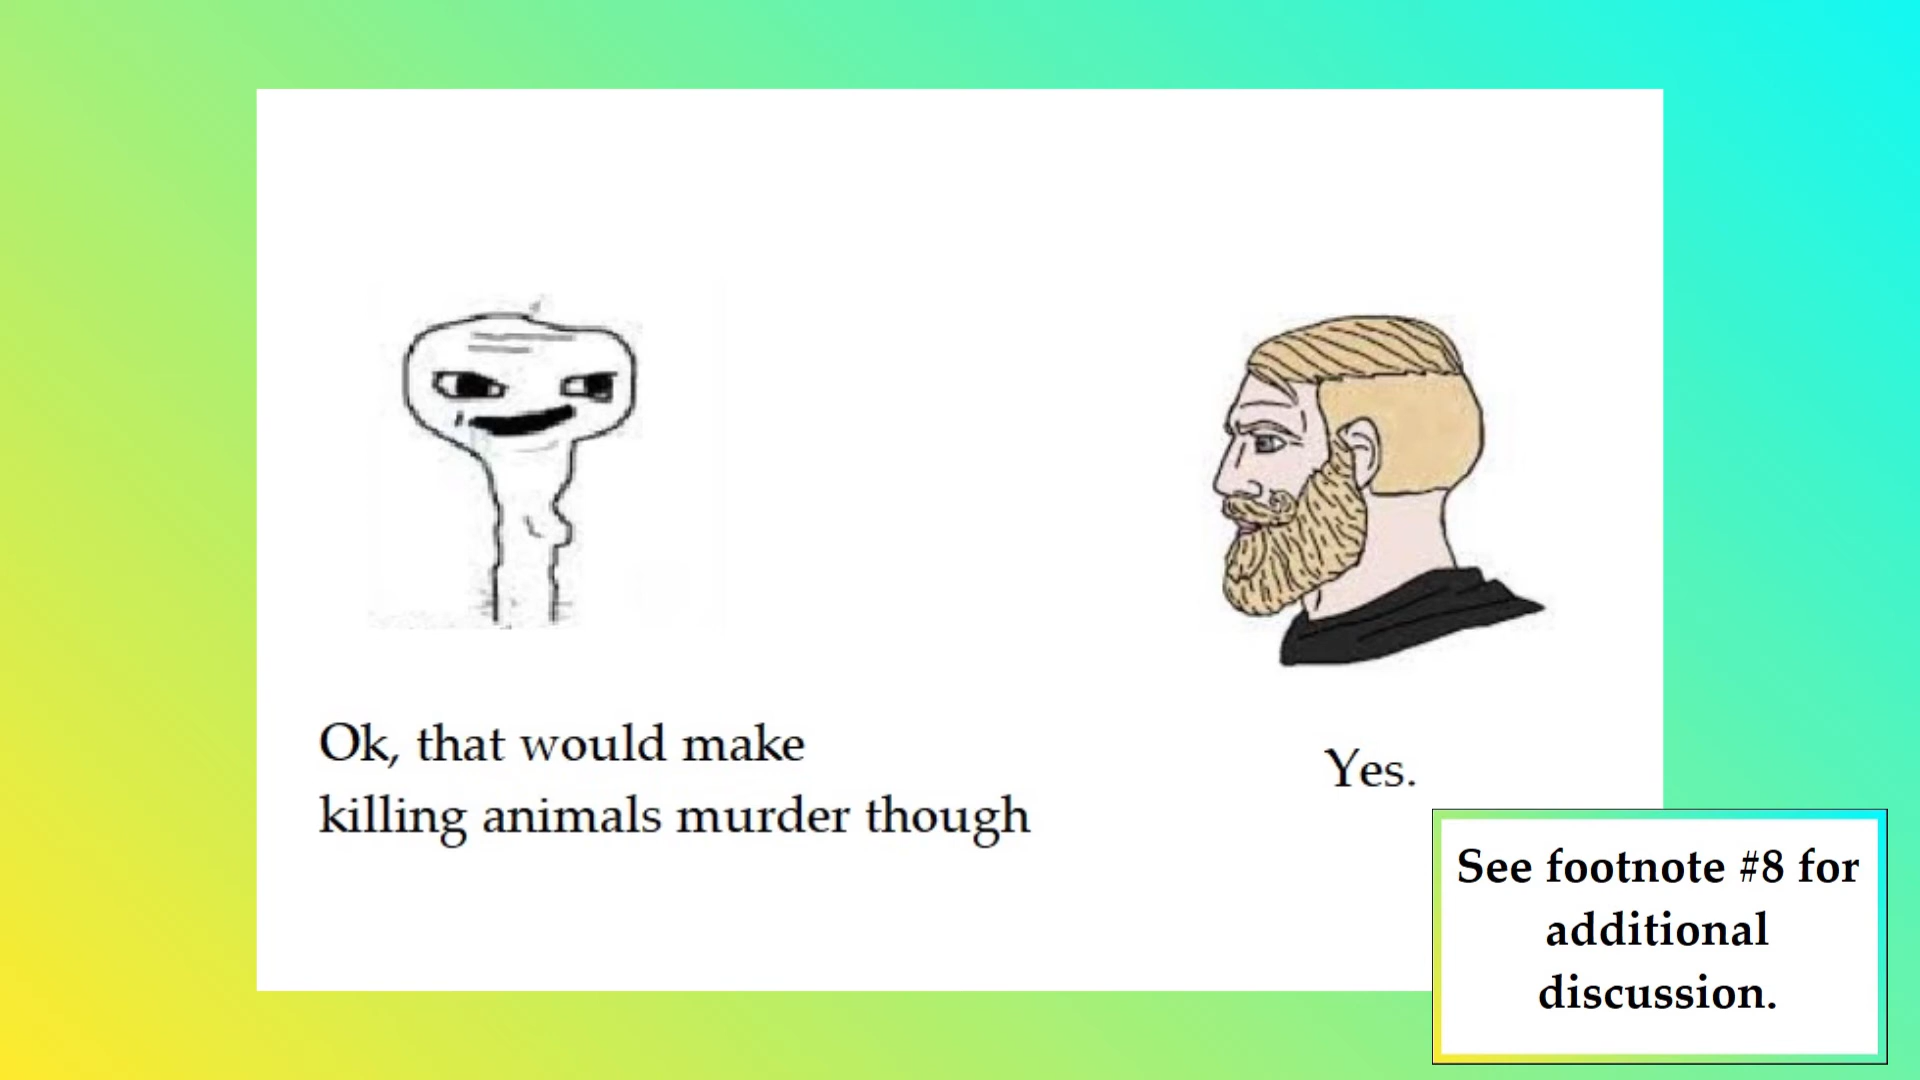 Ok, that would make
killing animals murder though
Yes.
See footnote #8 for
additional
discussion.